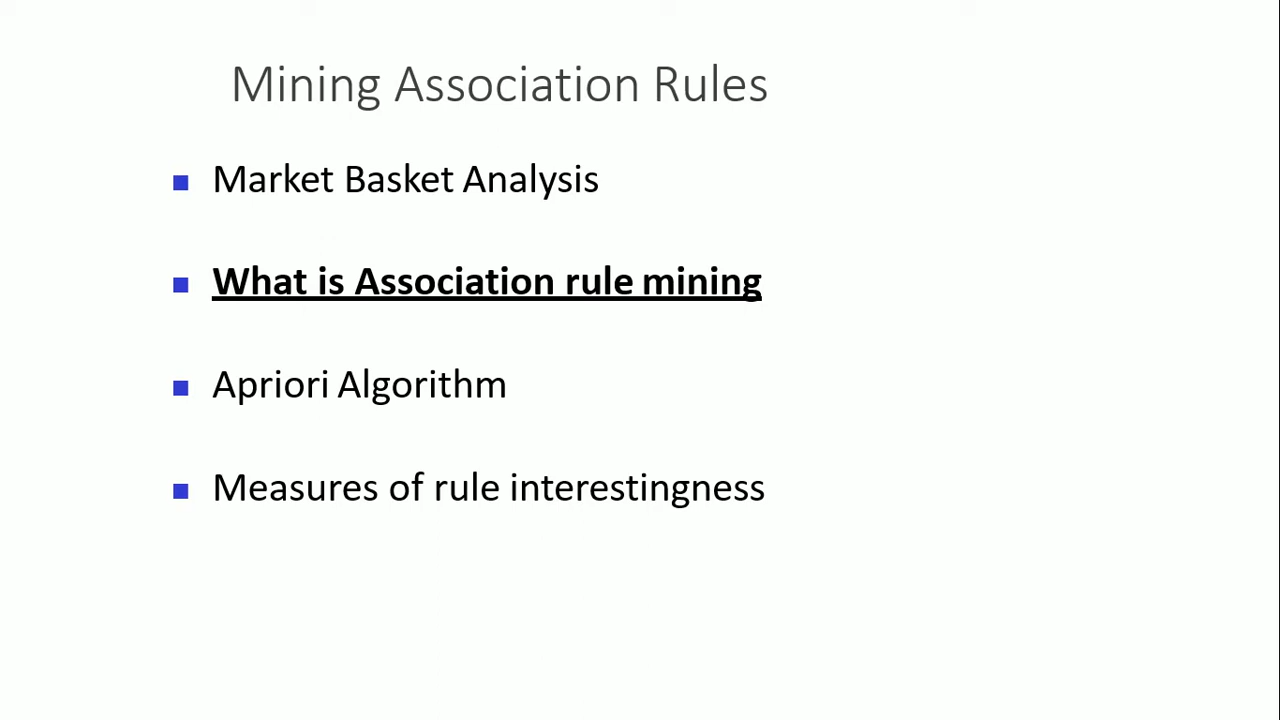 Mining Association Rules
Market Basket Analysis
What is Association rule mining
Apriori Algorithm
Measures of rule interestingness